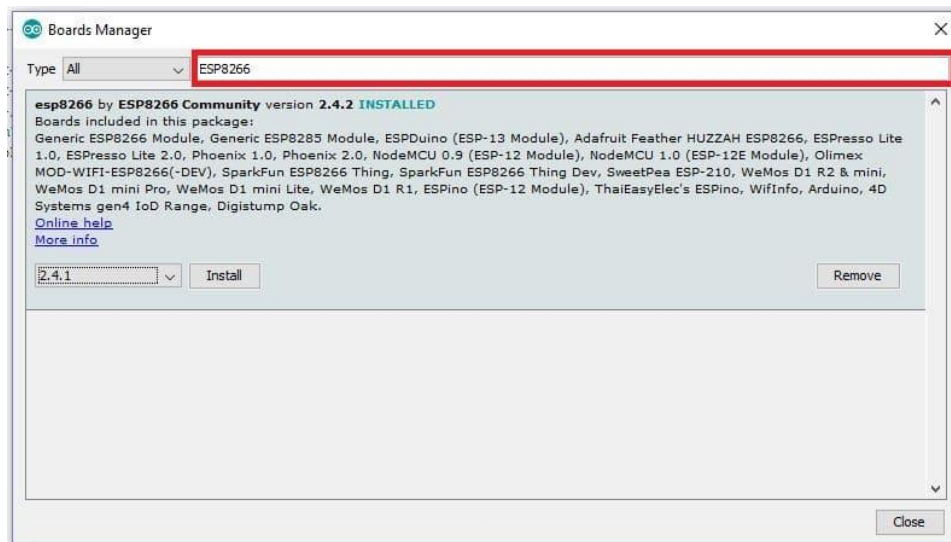 Boards Manager
Type All ESP8266
esp8266 by ESP8266 Community version 2.4.2 INSTALLED
Boards included in this package:
Generic ESP8266 Module, Generic ESP8285 Module, ESPDuino (ESP-13 Module), Adafruit Feather HUZZAH ESP8266, ESPresso Lite
1.0, ESPresso Lite 2.0, Phoenix 1.0, Phoenix 2.0, NodeMCU 0.9 (ESP-12 Module), NodeMCU 1.0 (ESP-12E Module), Olimex
MOD-WIFI-ESP8266(-DEV), SparkFun ESP8266 Thing, SparkFun ESP8266 Thing Dev, SweetPea ESP-210, WeMos D1 R2 & mini,
WeMos D1 mini Pro, WeMos D1 mini Lite, WeMos D1 R1, ESPino (ESP-12 Module), ThaiEasyElec's ESPino, WifInfo, Arduino, 4D
Systems gen4 IoD Range, Digistump Oak.
Online help
More info
2.4.1 Install Remove
Close